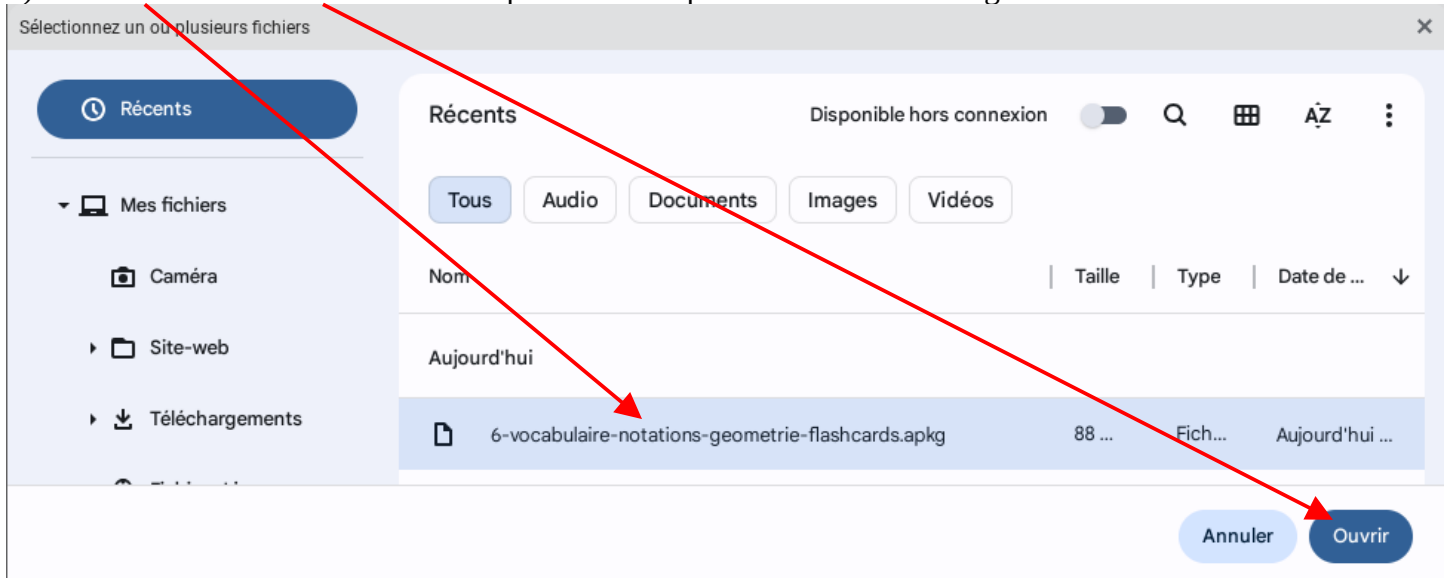 Sélectionnez un ou plusieurs fichiers
Récents
Récents Disponible hors connexion
Mes fichiers
Tous Audio Documents Images Vidéos
Caméra
Nom Taille Type Date de ...
Site-web
Aujourd'hui
Téléchargements
6-vocabulaire-notations-geometrie-flashcards.apkg 88 ... Fich... Aujourd'hui ...
Annuler Ouvrir